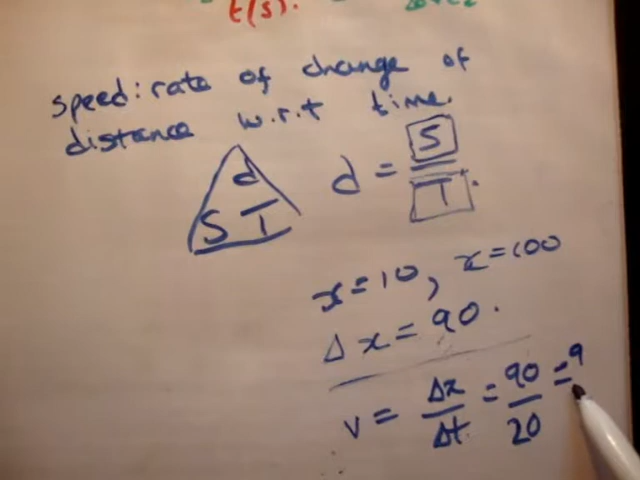 t(s).
speed: rate of change of
distance w.r.t time.
d
S T
d = S/T.
x=10, x=100
Δx = 90.
v = Δx/Δt = 90/20 = 9